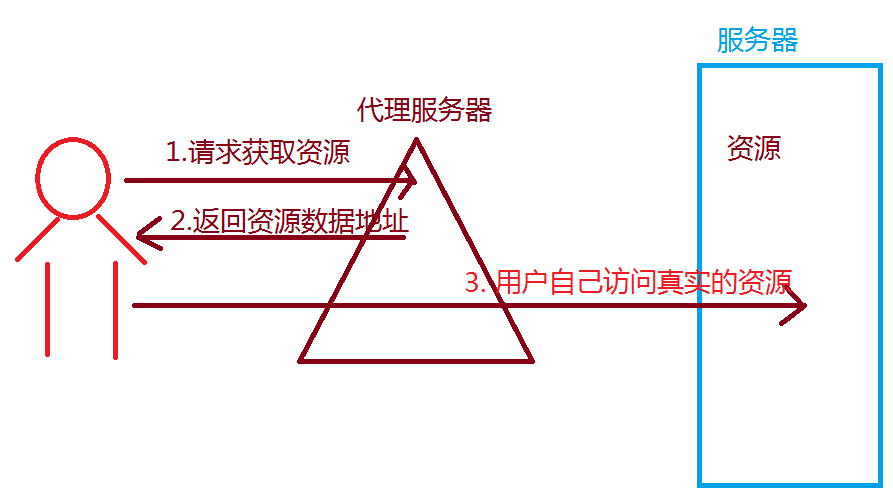 服务器
代理服务器
1.请求获取资源
资源
2.返回资源数据地址
3. 用户自己访问真实的资源